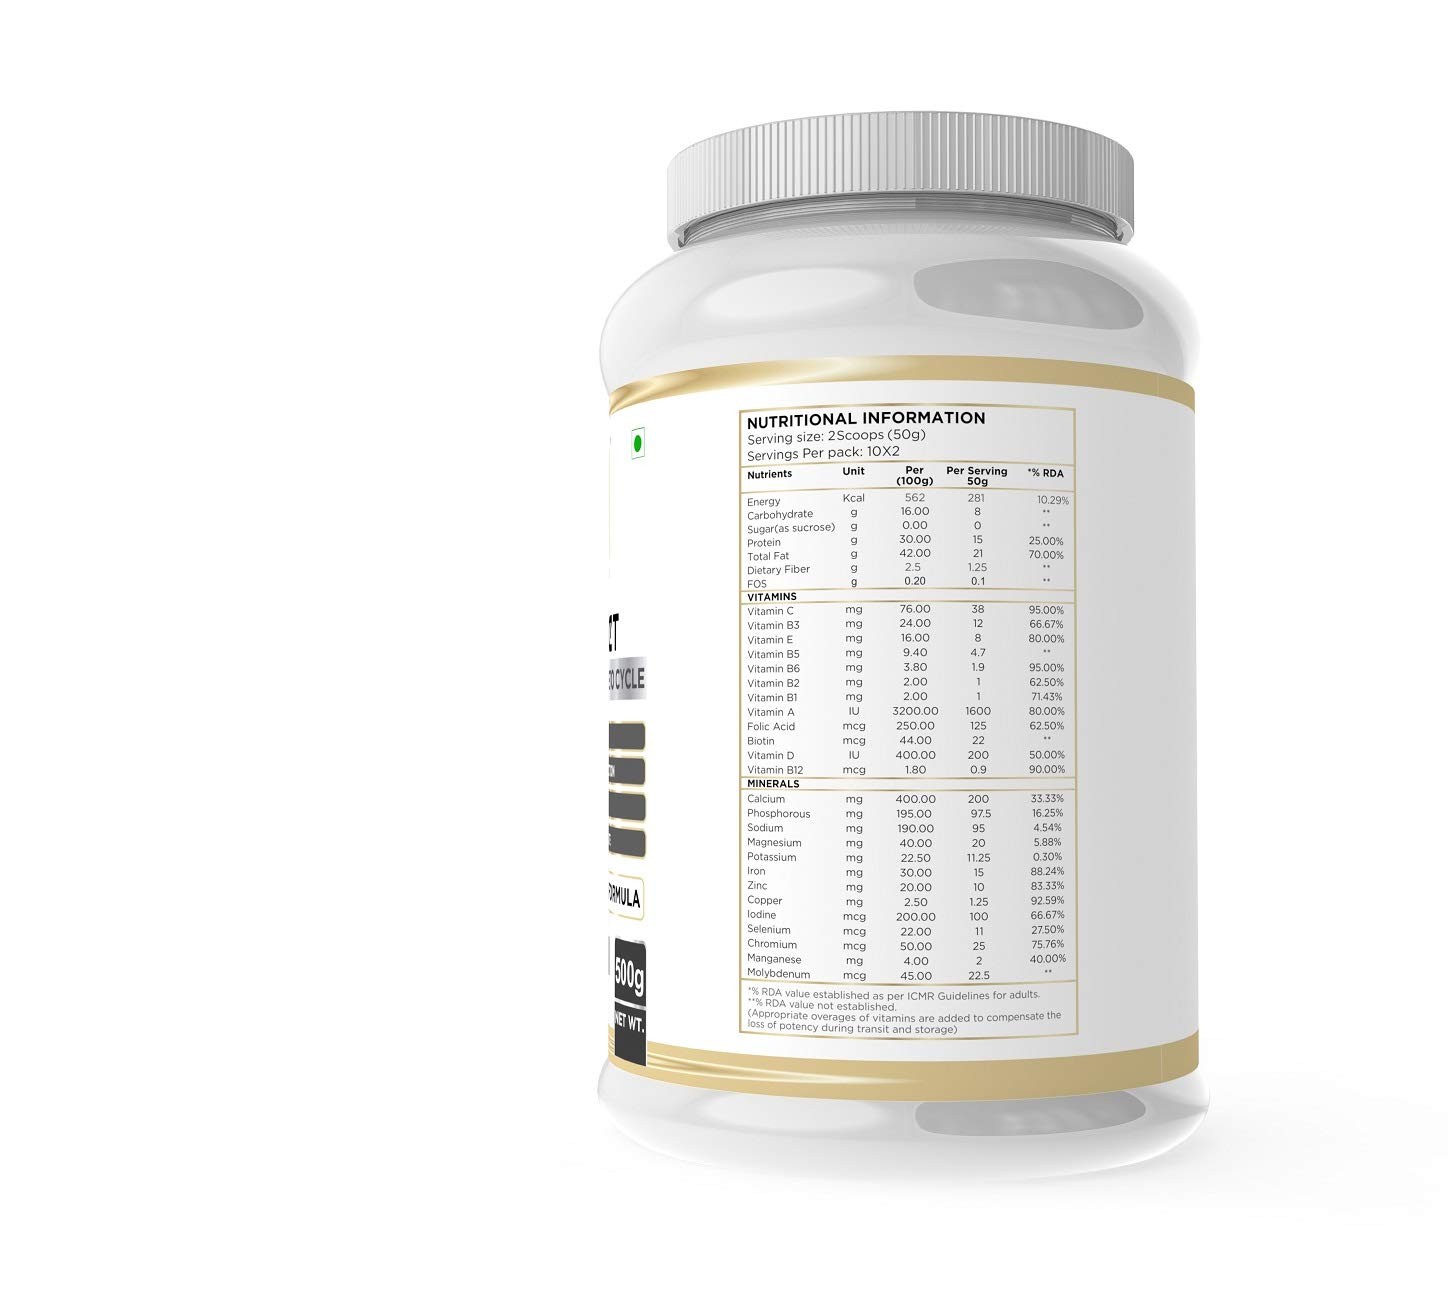 CT
CYCLE
FORMULA
500g
NET WT.
NUTRITIONAL INFORMATION
Serving size: 2Scoops (50g)
Servings Per pack: 10X2
Nutrients Unit Per (100g) Per Serving 50g *% RDA
Energy Kcal 562 281 10.29%
Carbohydrate g 16.00 8 **
Sugar(as sucrose) g 0.00 0 **
Protein g 30.00 15 25.00%
Total Fat g 42.00 21 70.00%
Dietary Fiber g 2.5 1.25 **
FOS g 0.20 0.1 **
VITAMINS
Vitamin C mg 76.00 38 95.00%
Vitamin B3 mg 24.00 12 66.67%
Vitamin E mg 16.00 8 80.00%
Vitamin B5 mg 9.40 4.7 **
Vitamin B6 mg 3.80 1.9 95.00%
Vitamin B2 mg 2.00 1 62.50%
Vitamin B1 mg 2.00 1 71.43%
Vitamin A IU 3200.00 1600 80.00%
Folic Acid mcg 250.00 125 62.50%
Biotin mcg 44.00 22 **
Vitamin D IU 400.00 200 50.00%
Vitamin B12 mcg 1.80 0.9 90.00%
MINERALS
Calcium mg 400.00 200 33.33%
Phosphorous mg 195.00 97.5 16.25%
Sodium mg 190.00 95 4.54%
Magnesium mg 40.00 20 5.88%
Potassium mg 22.50 11.25 0.30%
Iron mg 30.00 15 88.24%
Zinc mg 20.00 10 83.33%
Copper mg 2.50 1.25 92.59%
Iodine mcg 200.00 100 66.67%
Selenium mcg 22.00 11 27.50%
Chromium mcg 50.00 25 75.76%
Manganese mg 4.00 2 40.00%
Molybdenum mcg 45.00 22.5 **
*% RDA value established as per ICMR Guidelines for adults.
**% RDA value not established.
(Appropriate overages of vitamins are added to compensate the
loss of potency during transit and storage)